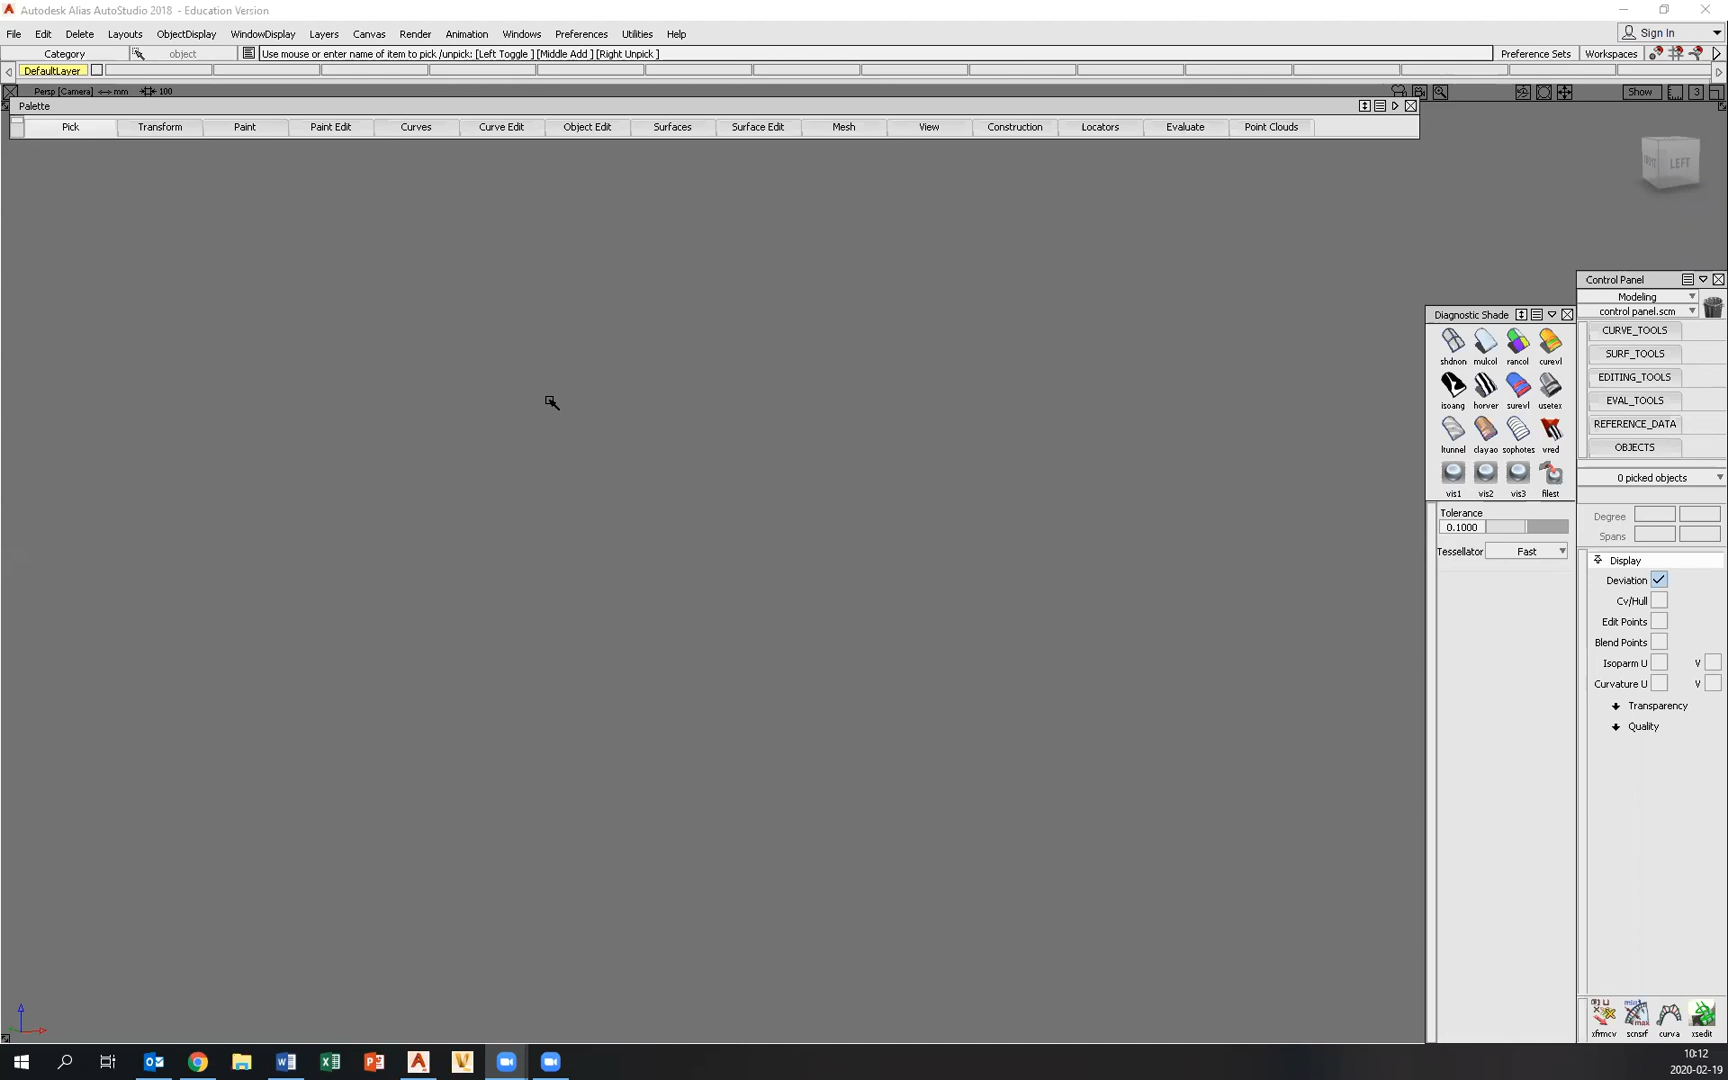 Autodesk Alias AutoStudio 2018 - Education Version
File Edit Delete Layouts ObjectDisplay WindowDisplay Layers Canvas Render Animation Windows Preferences Utilities Help
Sign In
Category object Use mouse or enter name of item to pick /unpick: [Left Toggle ] [Middle Add ] [Right Unpick ] Preference Sets Workspaces
DefaultLayer
Persp [Camera] mm 100 Show 3
Palette
Pick Transform Paint Paint Edit Curves Curve Edit Object Edit Surfaces Surface Edit Mesh View Construction Locators Evaluate Point Clouds
LEFT
Control Panel
Modeling
control panel.scm
CURVE_TOOLS
SURF_TOOLS
EDITING_TOOLS
EVAL_TOOLS
REFERENCE_DATA
OBJECTS
0 picked objects
Degree
Spans
Display
Deviation
Cv/Hull
Edit Points
Blend Points
Isoparm U V
Curvature U V
Transparency
Quality
xfrmcv scnsrf curva xsedit
Diagnostic Shade
shdnon mulcol rancol curevl
isoang horver surevl usetex
ltunnel clayao sophotes vred
vis1 vis2 vis3 filest
Tolerance
0.1000
Tessellator Fast
10:12
2020-02-19